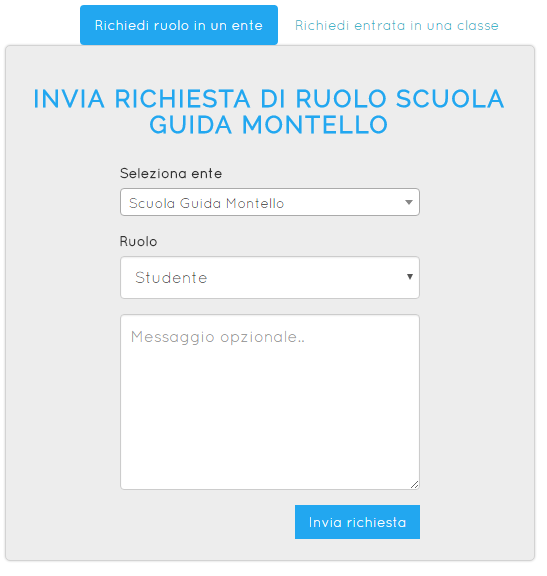 Richiedi ruolo in un ente
Richiedi entrata in una classe
INVIA RICHIESTA DI RUOLO SCUOLA
GUIDA MONTELLO
Seleziona ente
Scuola Guida Montello
Ruolo
Studente
Messaggio opzionale..
Invia richiesta